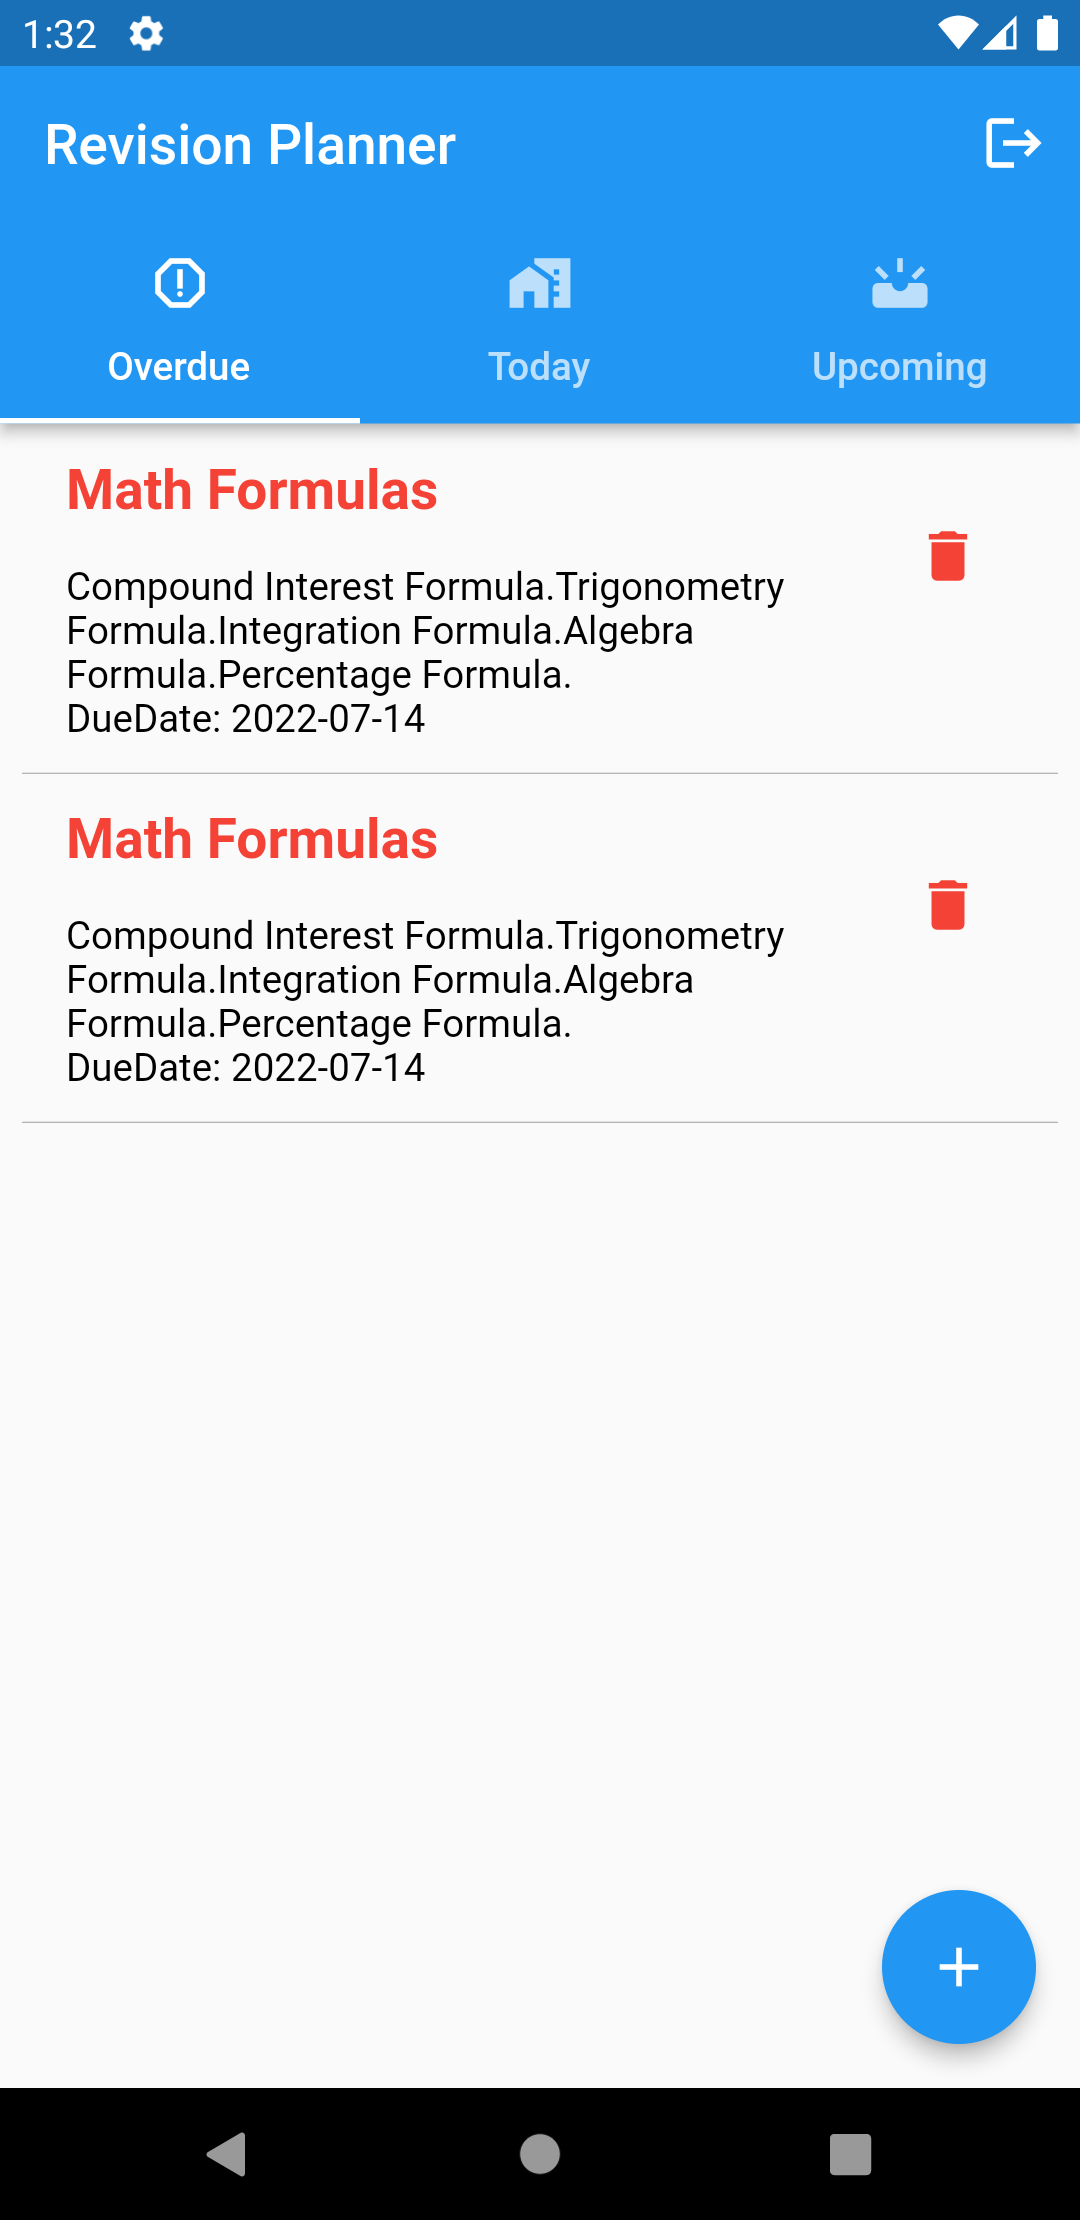 1:32
Revision Planner
Overdue
Today
Upcoming
Math Formulas
Compound Interest Formula.Trigonometry
Formula.Integration Formula.Algebra
Formula.Percentage Formula.
DueDate: 2022-07-14
Math Formulas
Compound Interest Formula.Trigonometry
Formula.Integration Formula.Algebra
Formula.Percentage Formula.
DueDate: 2022-07-14